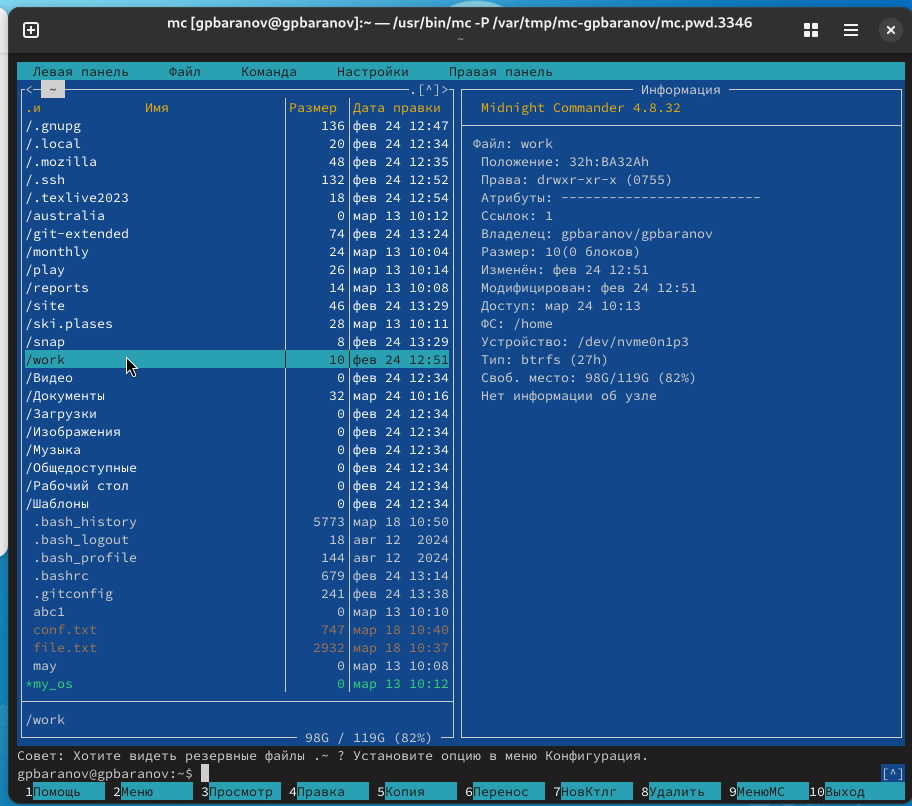 mc [gpbaranov@gpbaranov]:~ — /usr/bin/mc -P /var/tmp/mc-gpbaranov/mc.pwd.3346
~
Левая панель Файл Команда Настройки Правая панель
<─ ~ .[^]>
.и Имя Размер Дата правки
/.gnupg 136 фев 24 12:47
/.local 20 фев 24 12:34
/.mozilla 48 фев 24 12:35
/.ssh 132 фев 24 12:52
/.texlive2023 18 фев 24 12:54
/australia 0 мар 13 10:12
/git-extended 74 фев 24 13:24
/monthly 24 мар 13 10:04
/play 26 мар 13 10:14
/reports 14 мар 13 10:08
/site 46 фев 24 13:29
/ski.plases 28 мар 13 10:11
/snap 8 фев 24 13:29
/work 10 фев 24 12:51
/Видео 0 фев 24 12:34
/Документы 32 мар 24 10:16
/Загрузки 0 фев 24 12:34
/Изображения 0 фев 24 12:34
/Музыка 0 фев 24 12:34
/Общедоступные 0 фев 24 12:34
/Рабочий стол 0 фев 24 12:34
/Шаблоны 0 фев 24 12:34
.bash_history 5773 мар 18 10:50
.bash_logout 18 авг 12 2024
.bash_profile 144 авг 12 2024
.bashrc 679 фев 24 13:14
.gitconfig 241 фев 24 13:38
abc1 0 мар 13 10:10
conf.txt 747 мар 18 10:40
file.txt 2932 мар 18 10:37
may 0 мар 13 10:08
*my_os 0 мар 13 10:12
/work
98G / 119G (82%)
Информация
Midnight Commander 4.8.32
Файл: work
Положение: 32h:BA32Ah
Права: drwxr-xr-x (0755)
Атрибуты: -------------------------
Ссылок: 1
Владелец: gpbaranov/gpbaranov
Размер: 10(0 блоков)
Изменён: фев 24 12:51
Модифицирован: фев 24 12:51
Доступ: мар 24 10:13
ФС: /home
Устройство: /dev/nvme0n1p3
Тип: btrfs (27h)
Своб. место: 98G/119G (82%)
Нет информации об узле
Совет: Хотите видеть резервные файлы .~ ? Установите опцию в меню Конфигурация.
gpbaranov@gpbaranov:~$ [^]
1Помощь 2Меню 3Просмотр 4Правка 5Копия 6Перенос 7НовКтлг 8Удалить 9МенюМС 10Выход